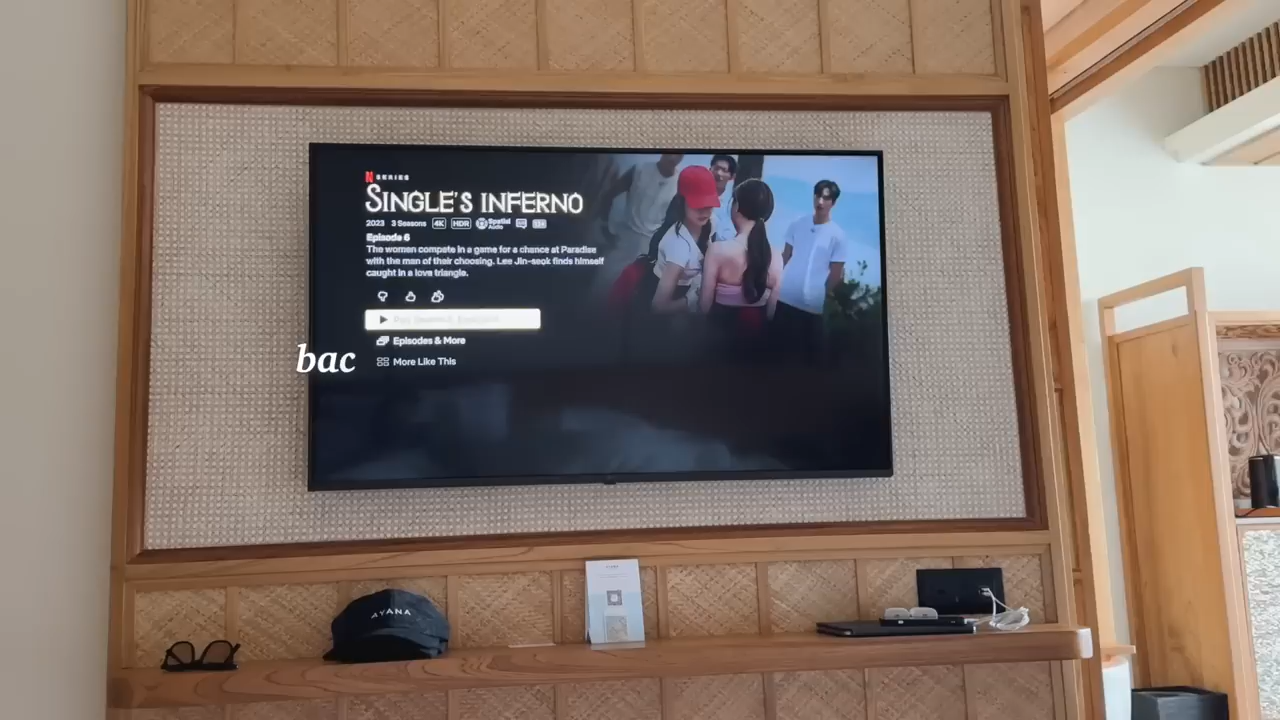 N SERIES
SINGLE'S INFERNO
2023 3 Seasons 4K HDR Spatial Audio
Episode 6
The women compete in a game for a chance at Paradise
with the man of their choosing. Lee Jin-seok finds himself
caught in a love triangle.
Episodes & More
bac
More Like This
AYANA